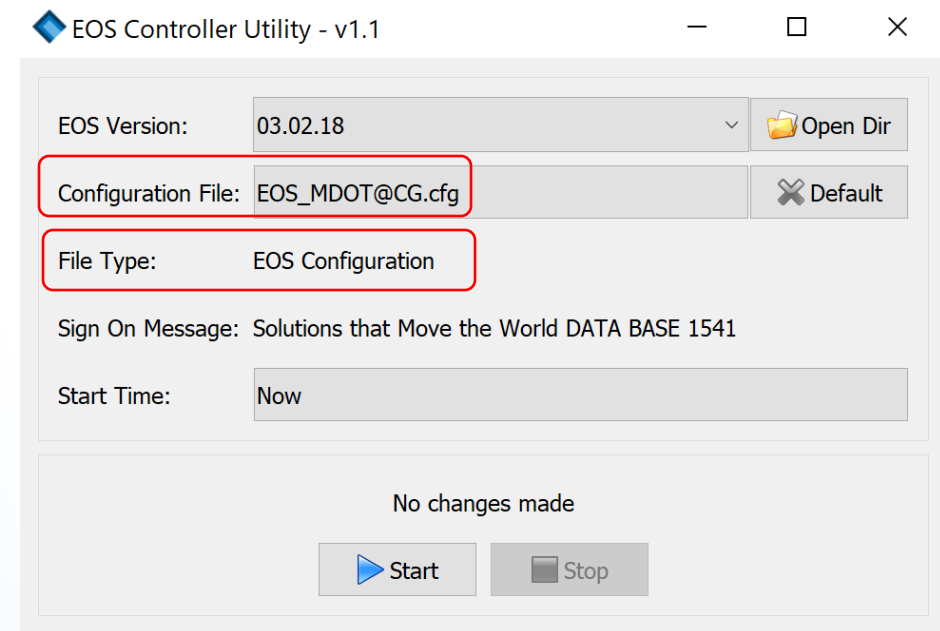 EOS Controller Utility - v1.1
EOS Version: 03.02.18 Open Dir
Configuration File: EOS_MDOT@CG.cfg Default
File Type: EOS Configuration
Sign On Message: Solutions that Move the World DATA BASE 1541
Start Time: Now
No changes made
Start Stop